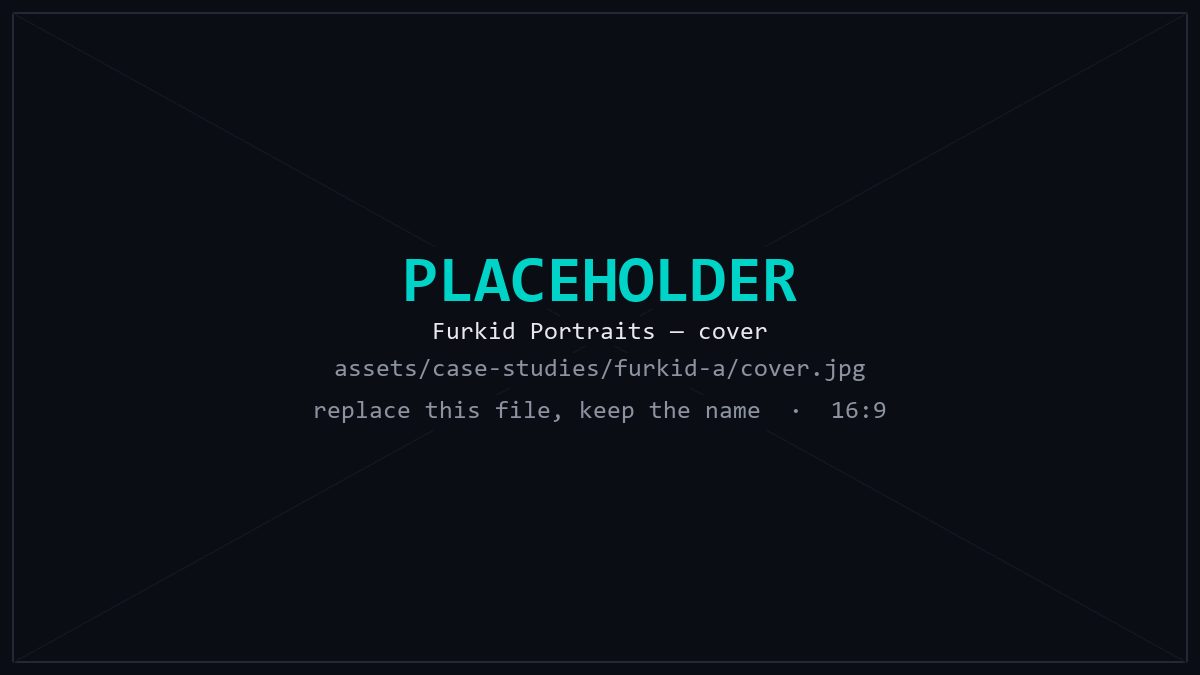 PLACEHOLDER
Furkid Portraits — cover
assets/case-studies/furkid-a/cover.jpg
replace this file, keep the name · 16:9